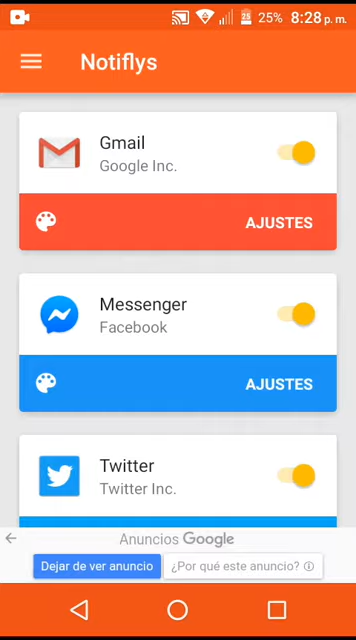 25 25% 8:28 p. m.
Notiflys
Gmail
Google Inc.
AJUSTES
Messenger
Facebook
AJUSTES
Twitter
Twitter Inc.
Anuncios Google
Dejar de ver anuncio ¿Por qué este anuncio?